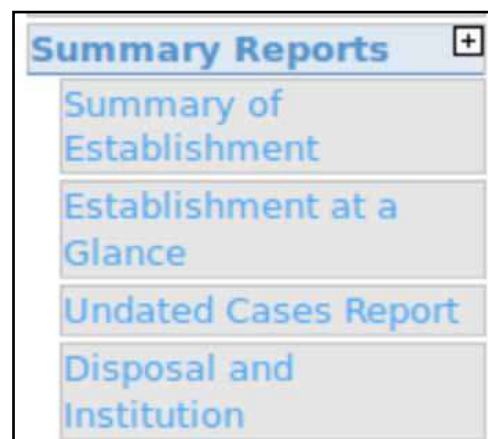 Summary Reports
Summary of
Establishment
Establishment at a
Glance
Undated Cases Report
Disposal and
Institution